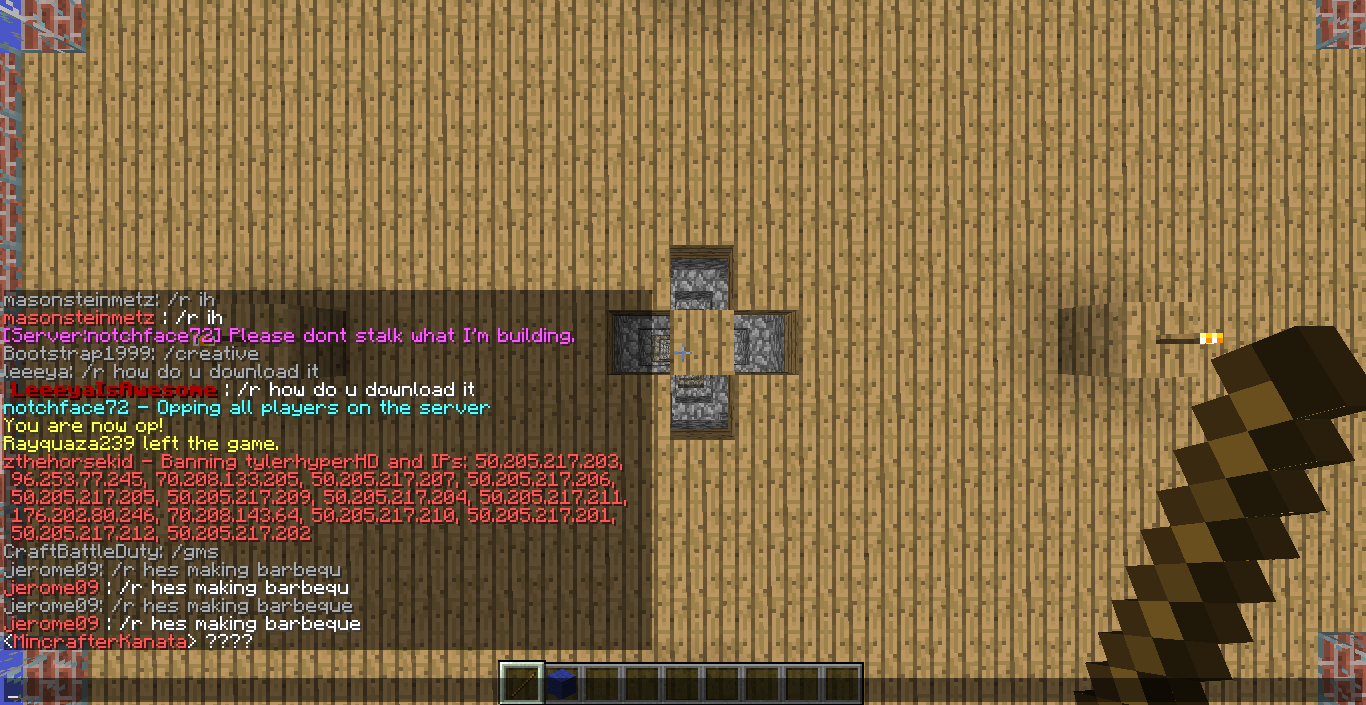 masonsteinmetz: /r ih
masonsteinmetz : /r ih
[Server:notchface72] Please dont stalk what I'm building.
Bootstrap1999: /creative
leeeya: /r how do u download it
LeeeyaIsAwesome : /r how do u download it
notchface72 - Opping all players on the server
You are now op!
Rayquaza239 left the game.
zthehorsekid - Banning tylerhyperHD and IPs: 50.205.217.203,
96.253.77.245, 70.208.133.205, 50.205.217.207, 50.205.217.206,
50.205.217.205, 50.205.217.209, 50.205.217.204, 50.205.217.211,
176.202.80.246, 70.208.143.64, 50.205.217.210, 50.205.217.201,
50.205.217.212, 50.205.217.202
CraftBattleDuty: /gms
jerome09: /r hes making barbequ
jerome09 : /r hes making barbequ
jerome09: /r hes making barbeque
jerome09 : /r hes making barbeque
<MincrafterKanata> ????
_